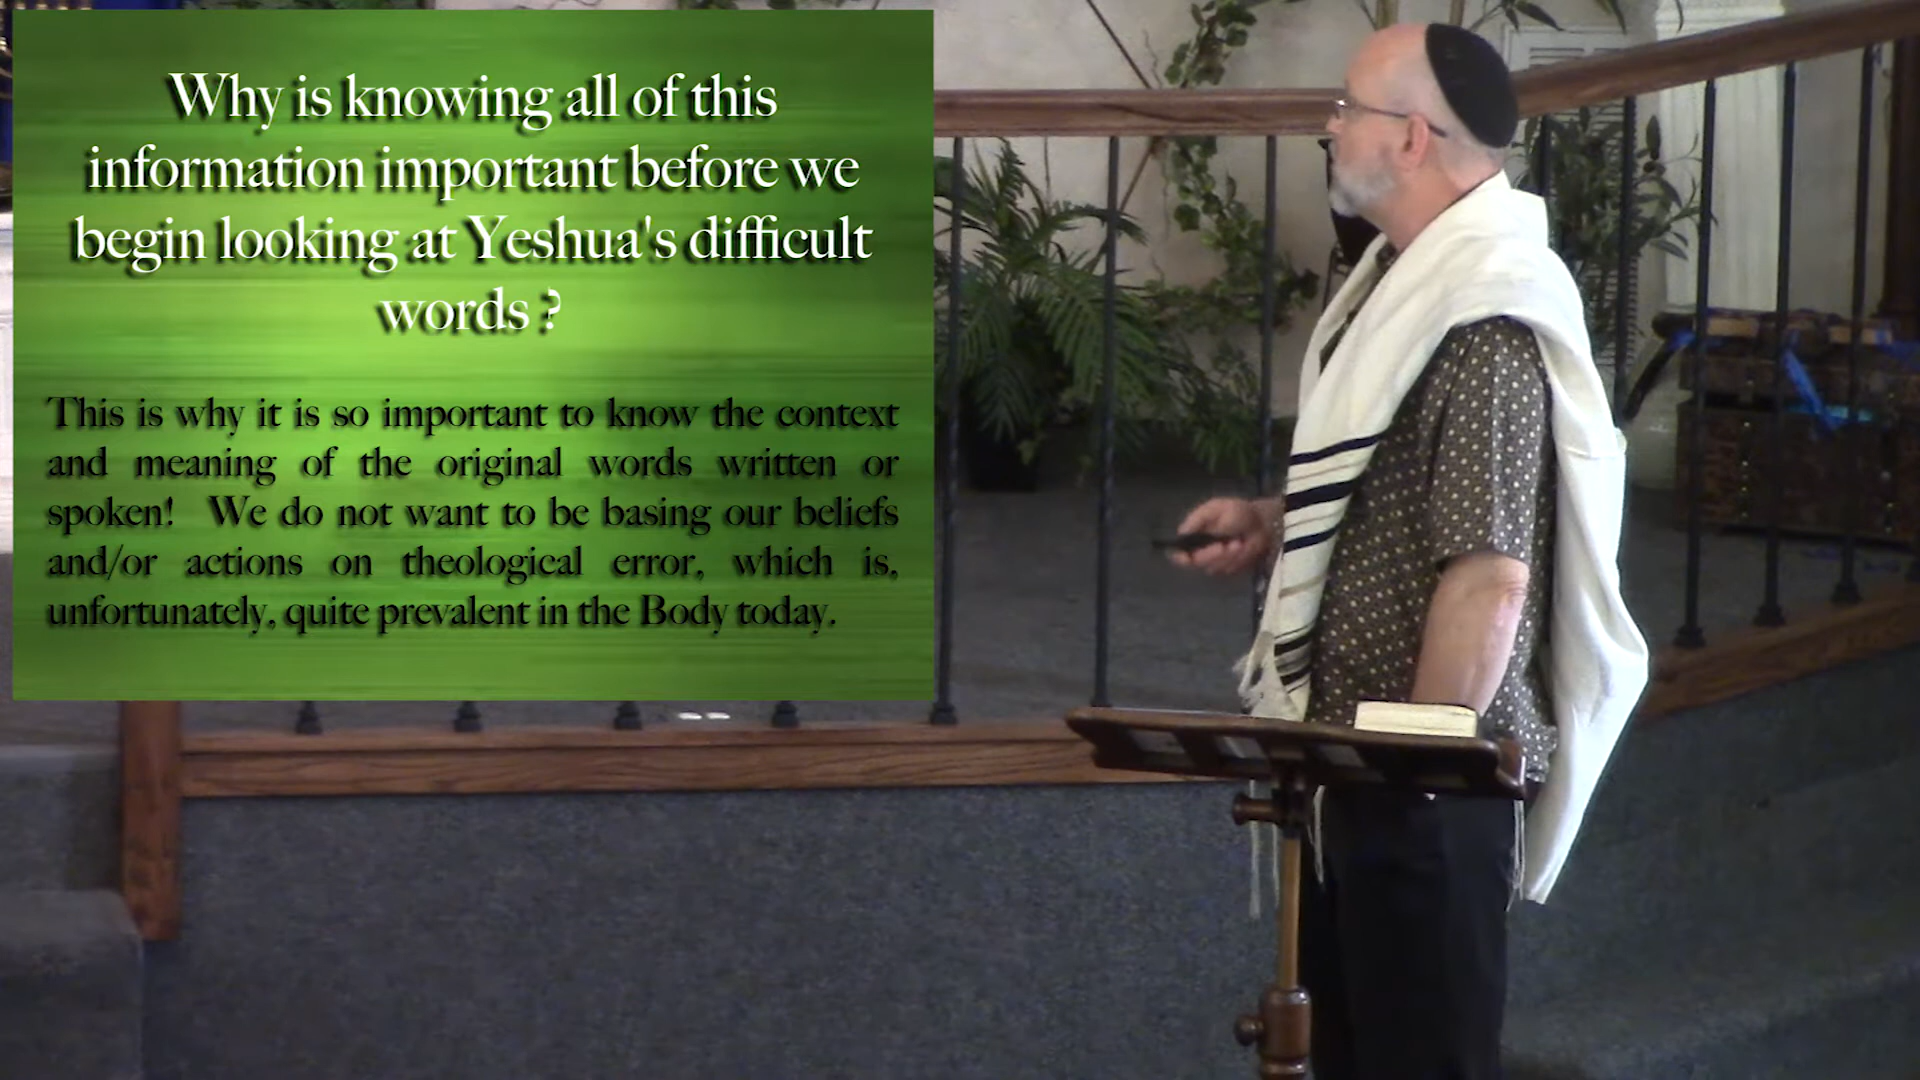 Why is knowing all of this
information important before we
begin looking at Yeshua's difficult
words ?
This is why it is so important to know the context
and meaning of the original words written or
spoken! We do not want to be basing our beliefs
and/or actions on theological error, which is,
unfortunately, quite prevalent in the Body today.